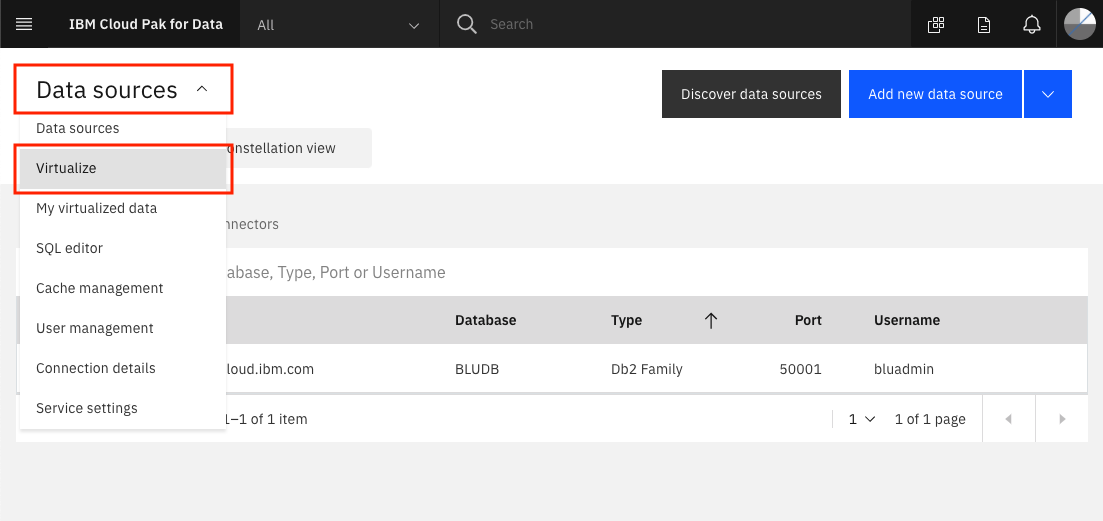 IBM Cloud Pak for Data All Search
Data sources
Discover data sources Add new data source
Data sources
onstellation view
Virtualize
My virtualized data
nnectors
SQL editor
abase, Type, Port or Username
Cache management
User management
Database Type Port Username
Connection details
loud.ibm.com BLUDB Db2 Family 50001 bluadmin
Service settings
1–1 of 1 item 1 1 of 1 page